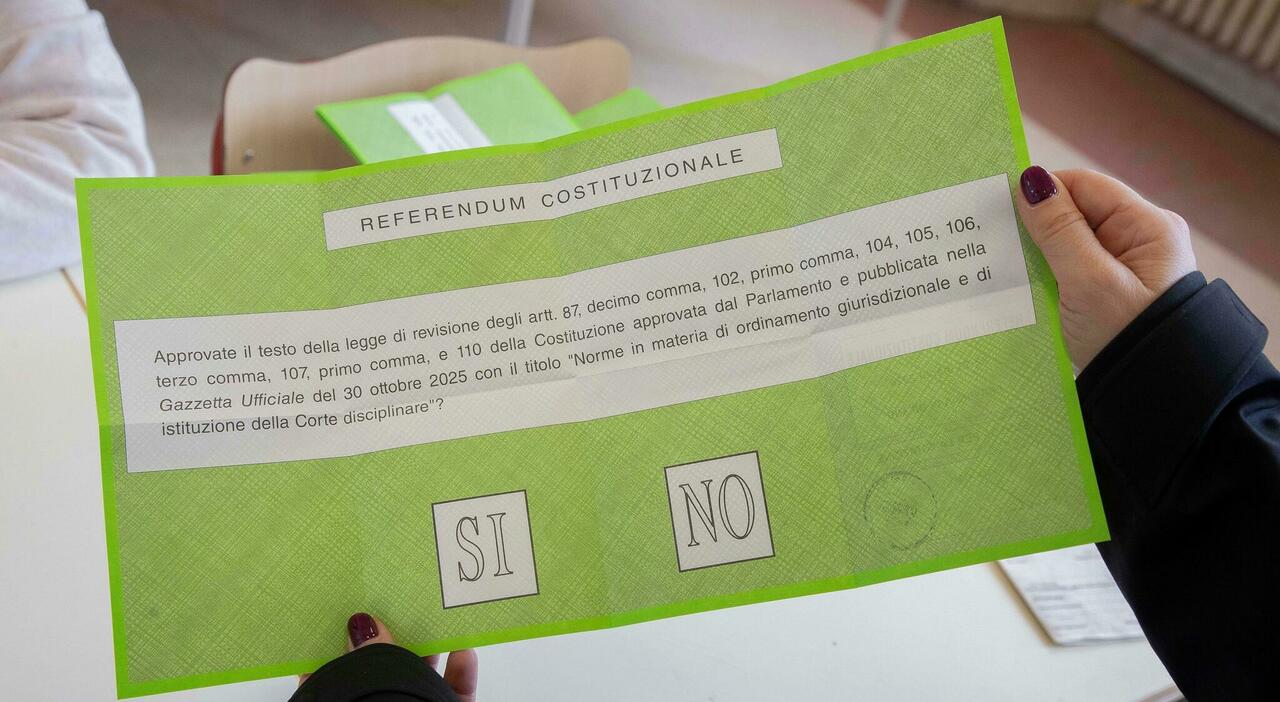 REFERENDUM COSTITUZIONALE
Approvate il testo della legge di revisione degli artt. 87, decimo comma, 102, primo comma, 104, 105, 106,
terzo comma, 107, primo comma, e 110 della Costituzione approvata dal Parlamento e pubblicata nella
Gazzetta Ufficiale del 30 ottobre 2025 con il titolo "Norme in materia di ordinamento giurisdizionale e di
istituzione della Corte disciplinare"?
SI
NO